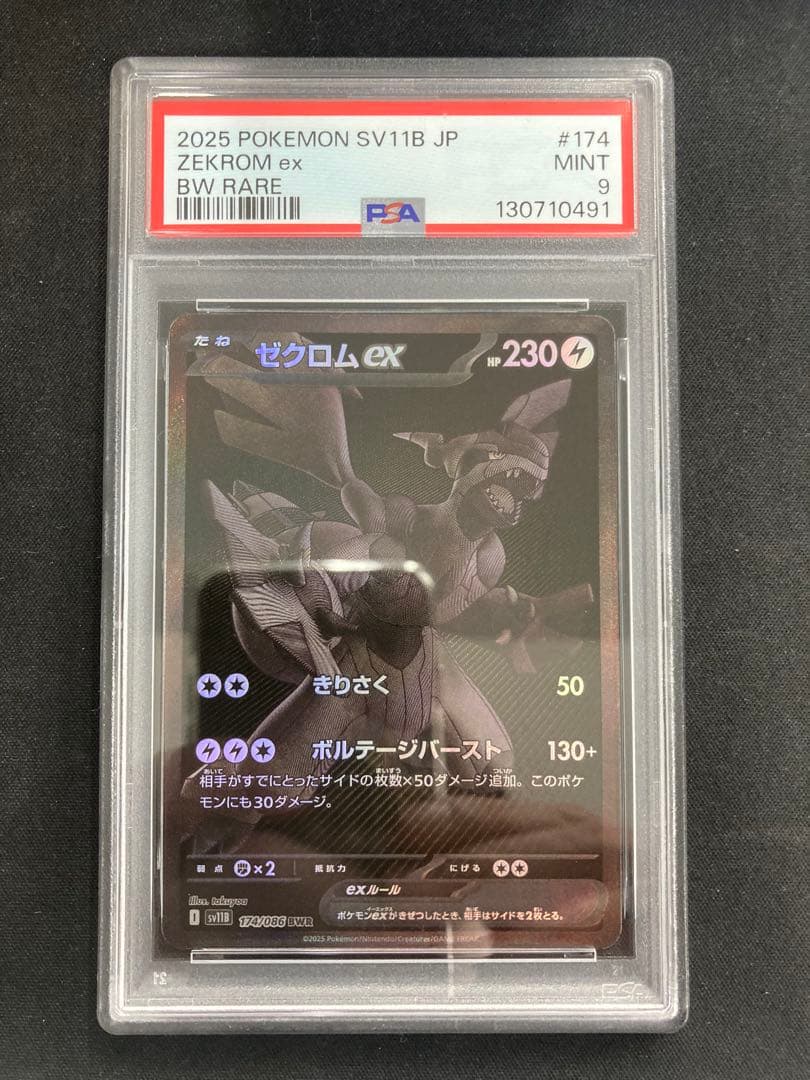 2025 POKEMON SV11B JP #174
ZEKROM ex MINT
BW RARE 9
PSA 130710491
たね ゼクロムex HP230
きりさく 50
ボルテージバースト 130+
相手がすでにとったサイドの枚数×50ダメージ追加。このポケ
モンにも30ダメージ。
弱点 ×2 抵抗力 にげる
exルール
ポケモンexがきぜつしたとき、相手はサイドを2枚とる。
illus. takuyoa
I sv11B 174/086 BWR
©2025 Pokémon/Nintendo/Creatures/GAME FREAK.